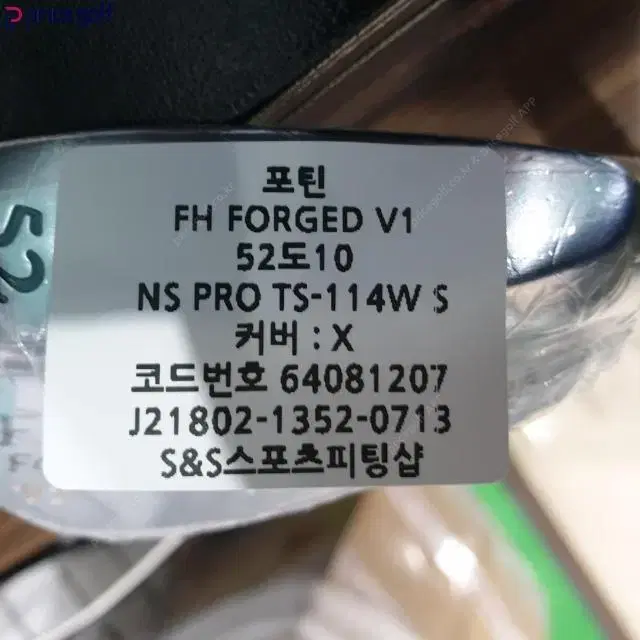 52
포틴
FH FORGED V1
52도10
NS PRO TS-114W S
커버 : X
코드번호 64081207
J21802-1352-0713
S&S스포츠피팅샵